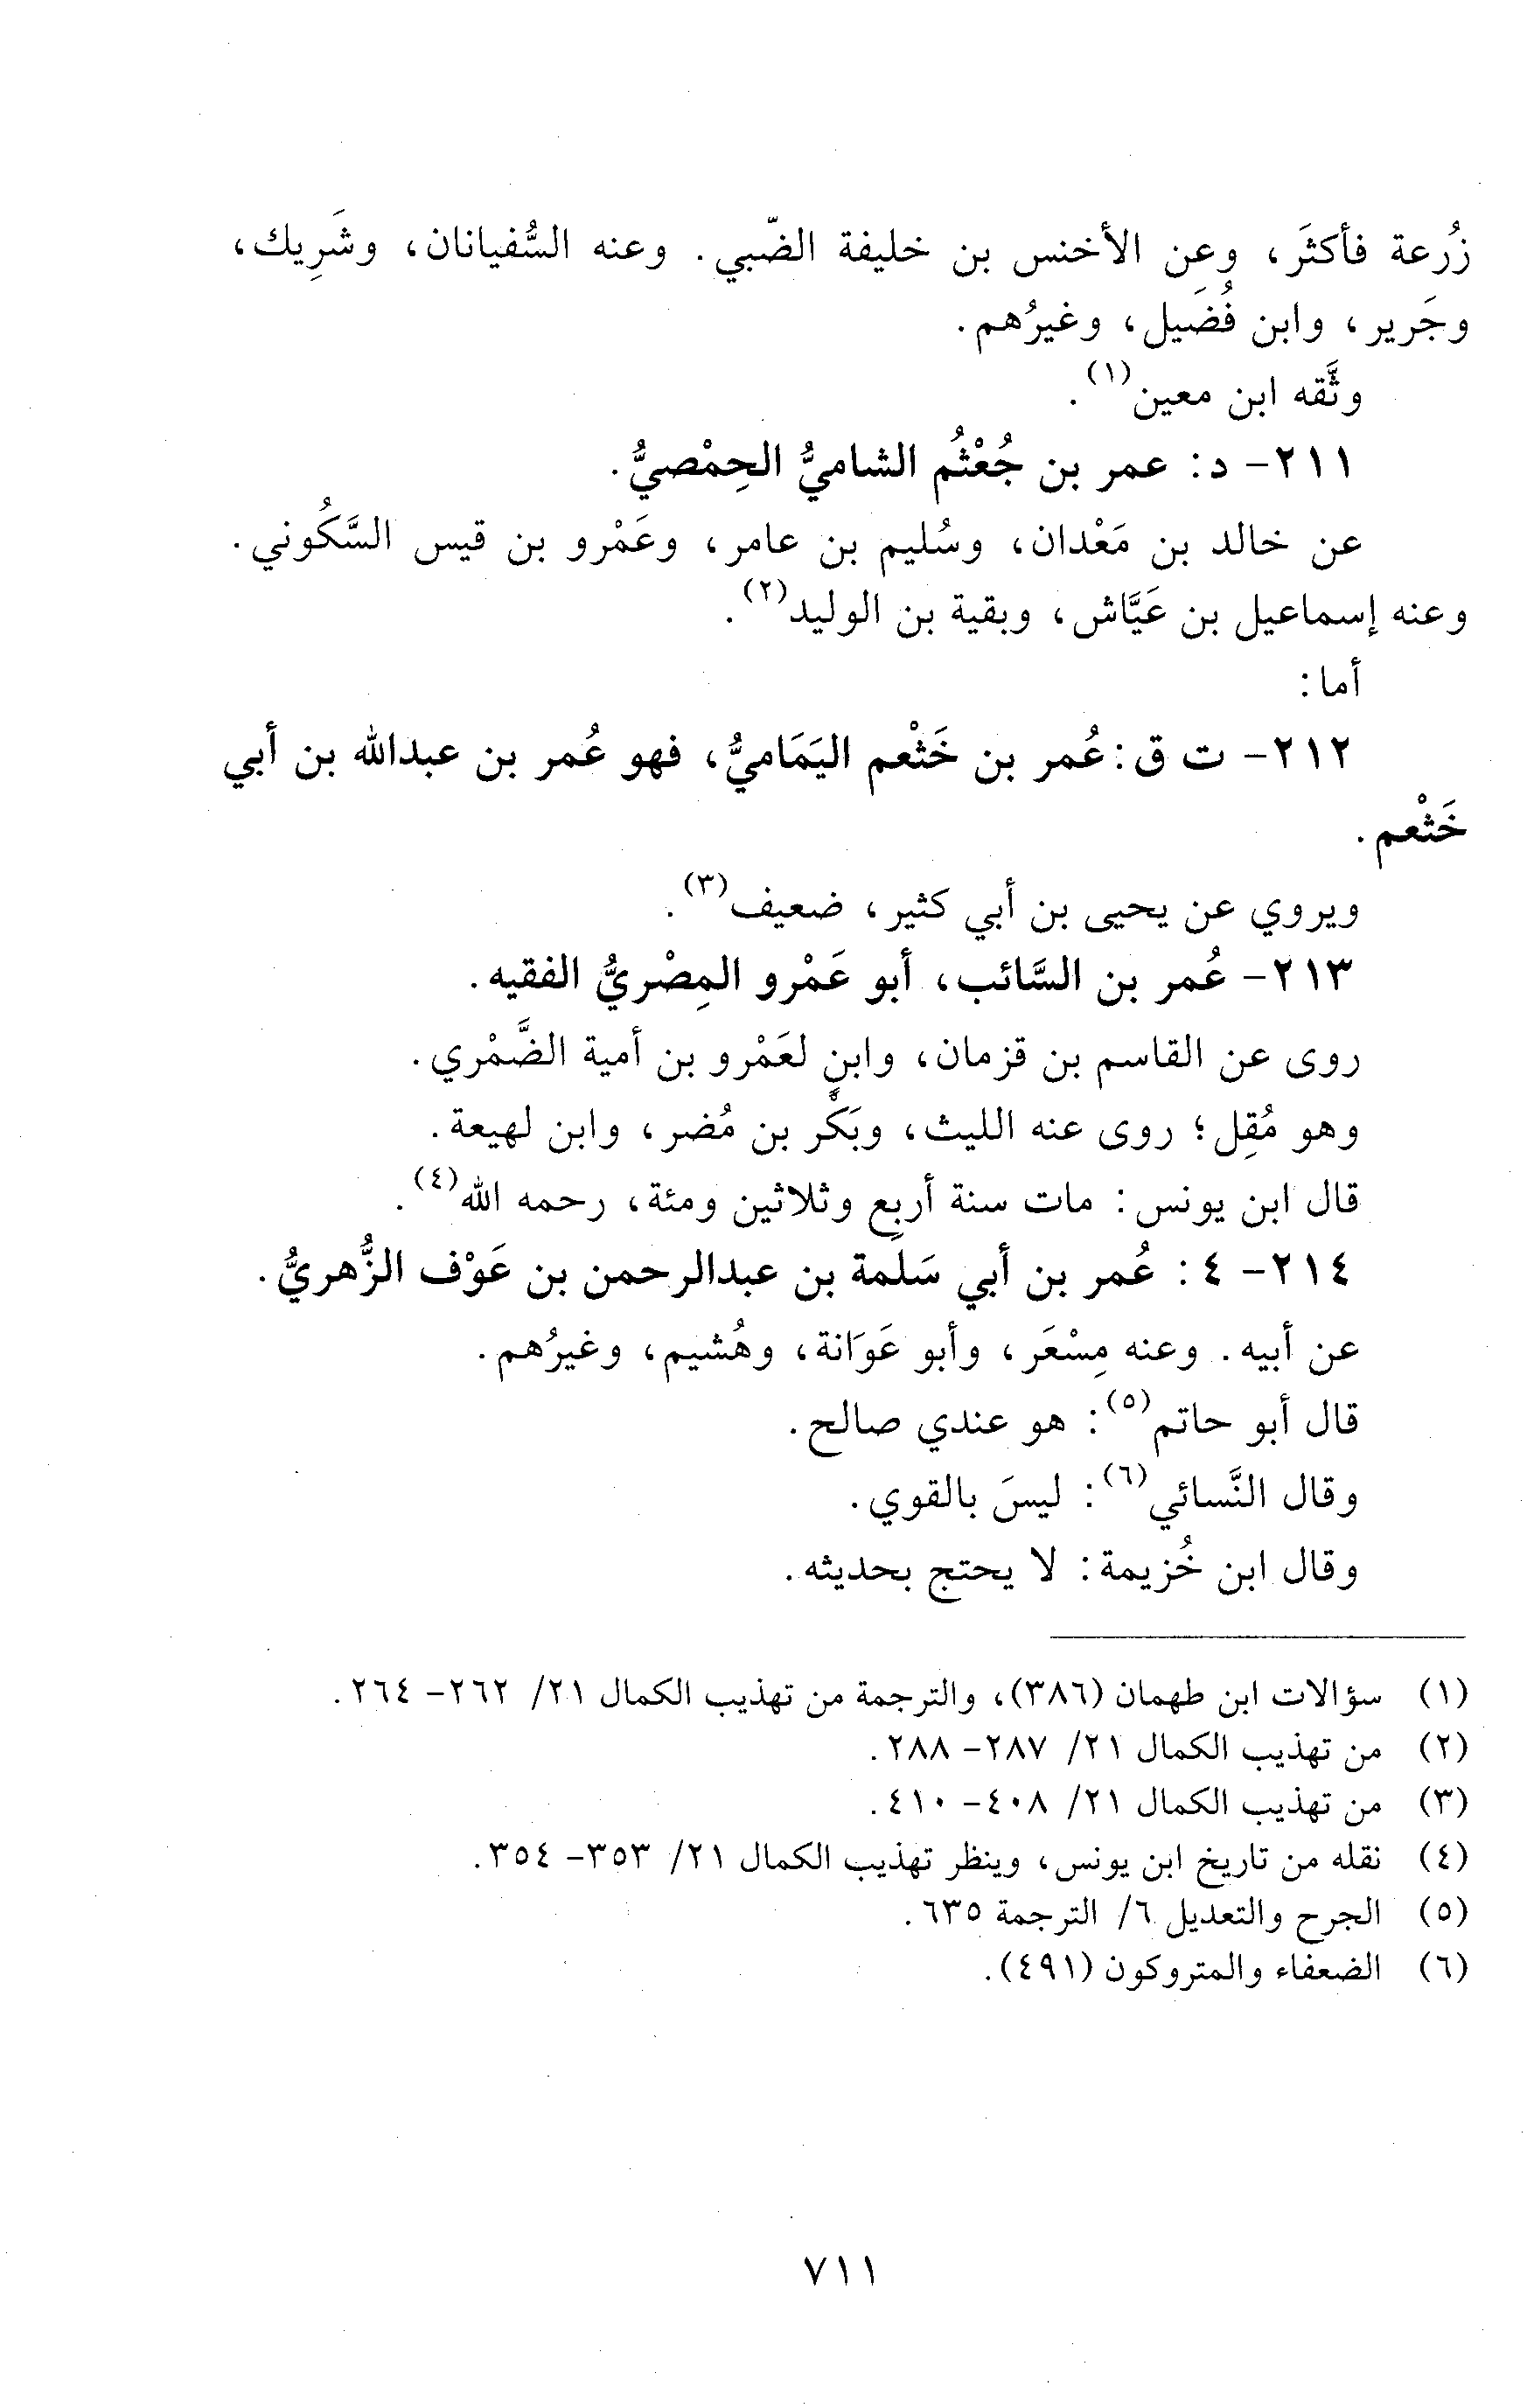 زُرعة فأكثَر، وعن الأخنس بن خليفة الضّبي. وعنه السُّفيانان، وشَرِيك،
وجَرير، وابن فُضَيل، وغيرُهم.
وثَّقه ابن معين(١).
٢١١- د: عمر بن جُعْثُم الشاميُّ الحِمْصيُّ.
عن خالد بن مَعْدان، وسُليم بن عامر، وعَمْرو بن قيس السَّكُوني.
وعنه إسماعيل بن عَيَّاش، وبقية بن الوليد(٢).
أما:
٢١٢- ت ق: عُمر بن خَثْعم اليَمَاميُّ، فهو عُمر بن عبدالله بن أبي
خَثْعم.
ويروي عن يحيى بن أبي كثير، ضعيف(٣).
٢١٣- عُمر بن السَّائب، أبو عَمْرو المِصْريُّ الفقيه.
روى عن القاسم بن قزمان، وابنٍ لعَمْرو بن أمية الضَّمْري.
وهو مُقِل؛ روى عنه الليث، وبَكْر بن مُضر، وابن لهيعة.
قال ابن يونس: مات سنة أربع وثلاثين ومئة، رحمه الله(٤).
٢١٤- ٤: عُمر بن أبي سَلمة بن عبدالرحمن بن عَوْف الزُّهريُّ.
عن أبيه. وعنه مِسْعَر، وأبو عَوَانة، وهُشيم، وغيرُهم.
قال أبو حاتم(٥): هو عندي صالح.
وقال النَّسائي(٦): ليسَ بالقوي.
وقال ابن خُزيمة: لا يحتج بحديثه.
(١) سؤالات ابن طهمان (٣٨٦)، والترجمة من تهذيب الكمال ٢١/ ٢٦٢- ٢٦٤.
(٢) من تهذيب الكمال ٢١/ ٢٨٧- ٢٨٨.
(٣) من تهذيب الكمال ٢١/ ٤٠٨- ٤١٠.
(٤) نقله من تاريخ ابن يونس، وينظر تهذيب الكمال ٢١/ ٣٥٣- ٣٥٤.
(٥) الجرح والتعديل ٦/ الترجمة ٦٣٥.
(٦) الضعفاء والمتروكون (٤٩١).
٧١١